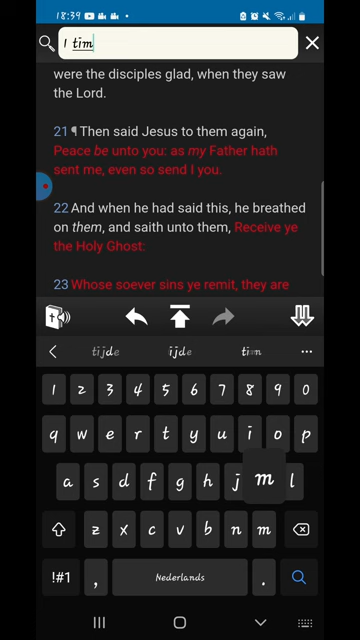 18:39
1 tim
were the disciples glad, when they saw
the Lord.
21 ¶ Then said Jesus to them again,
Peace be unto you: as my Father hath
sent me, even so send I you.
22 And when he had said this, he breathed
on them, and saith unto them, Receive ye
the Holy Ghost:
23 Whose soever sins ye remit, they are
tijde ijde timn
1 2 3 4 5 6 7 8 9 0
q w e r t y u i o p
a s d f g h j m l
z x c v b n m
!#1 , Nederlands .